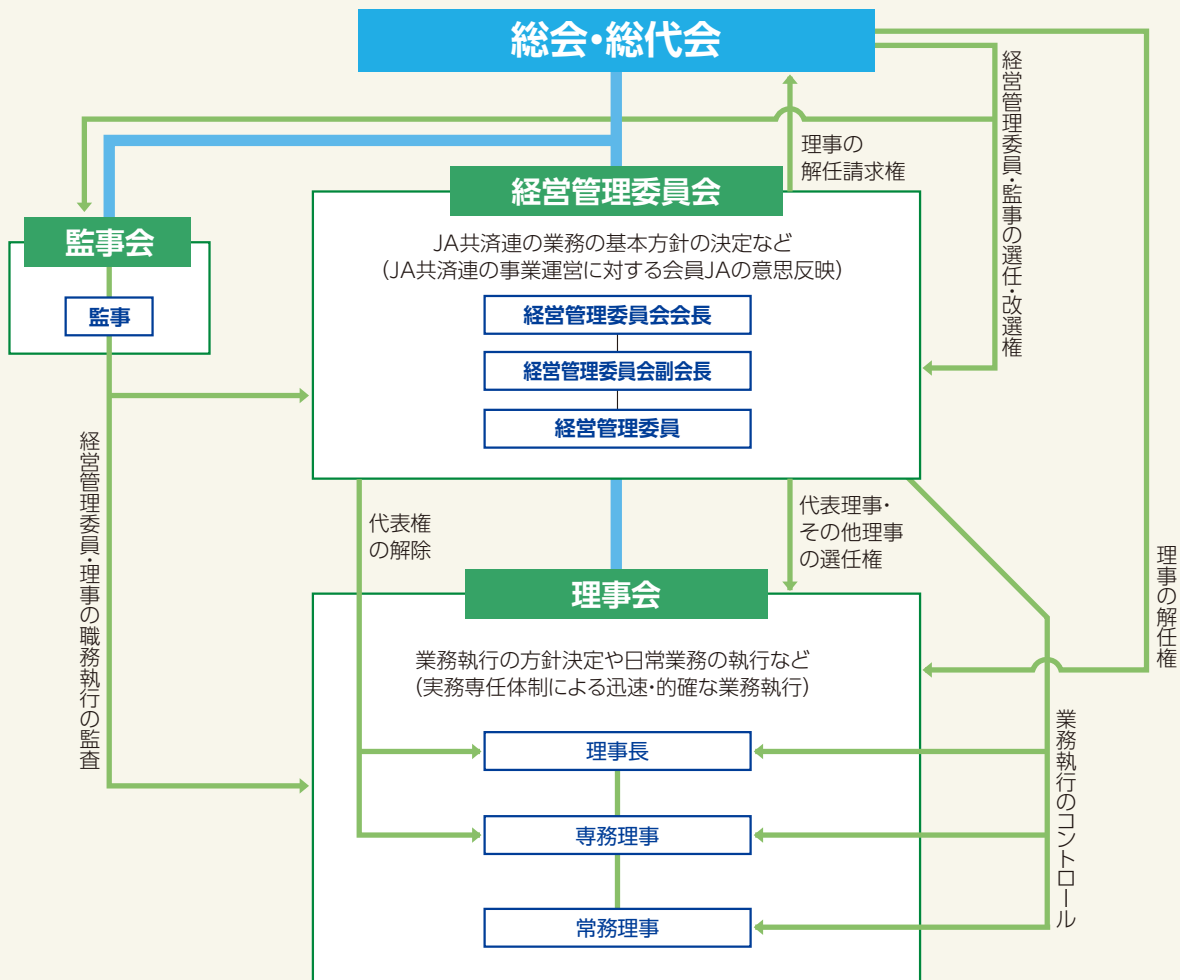 総会・総代会
経営管理委員・監事の選任・改選権
理事の
解任請求権
経営管理委員会
監事会
JA共済連の業務の基本方針の決定など
(JA共済連の事業運営に対する会員JAの意思反映)
監事
経営管理委員会会長
経営管理委員会副会長
経営管理委員
経営管理委員・理事の職務執行の監査
代表権
の解除
代表理事・
その他理事
の選任権
理事の解任権
理事会
業務執行の方針決定や日常業務の執行など
(実務専任体制による迅速・的確な業務執行)
理事長
専務理事
常務理事
業務執行のコントロール